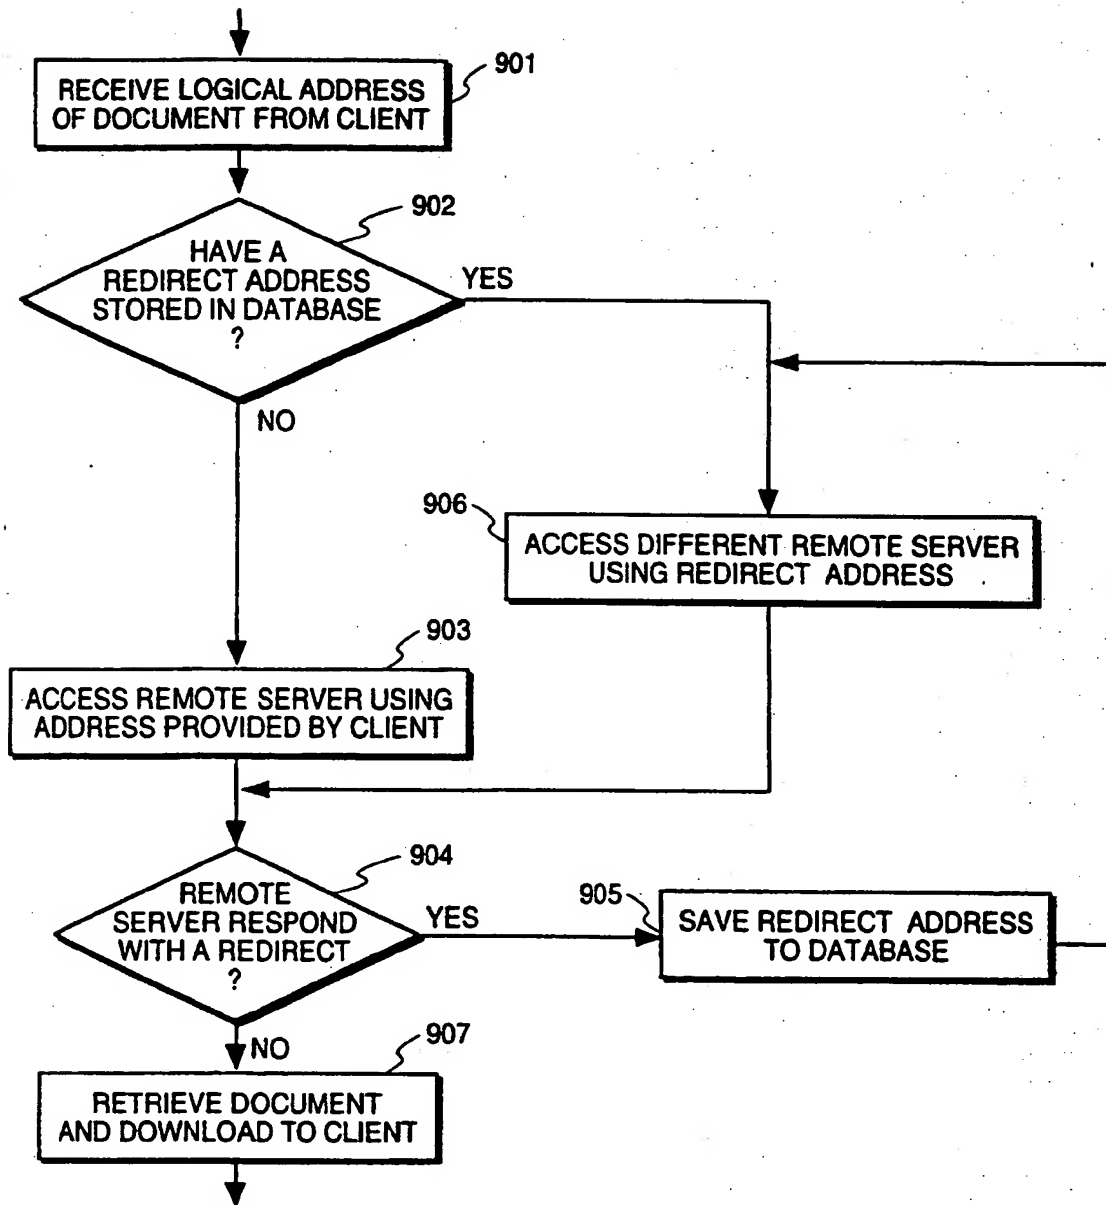 901
RECEIVE LOGICAL ADDRESS
OF DOCUMENT FROM CLIENT
902
HAVE A
REDIRECT ADDRESS
STORED IN DATABASE
?
YES
NO
906
ACCESS DIFFERENT REMOTE SERVER
USING REDIRECT ADDRESS
903
ACCESS REMOTE SERVER USING
ADDRESS PROVIDED BY CLIENT
904
REMOTE
SERVER RESPOND
WITH A REDIRECT
?
YES
905
SAVE REDIRECT ADDRESS
TO DATABASE
NO
907
RETRIEVE DOCUMENT
AND DOWNLOAD TO CLIENT